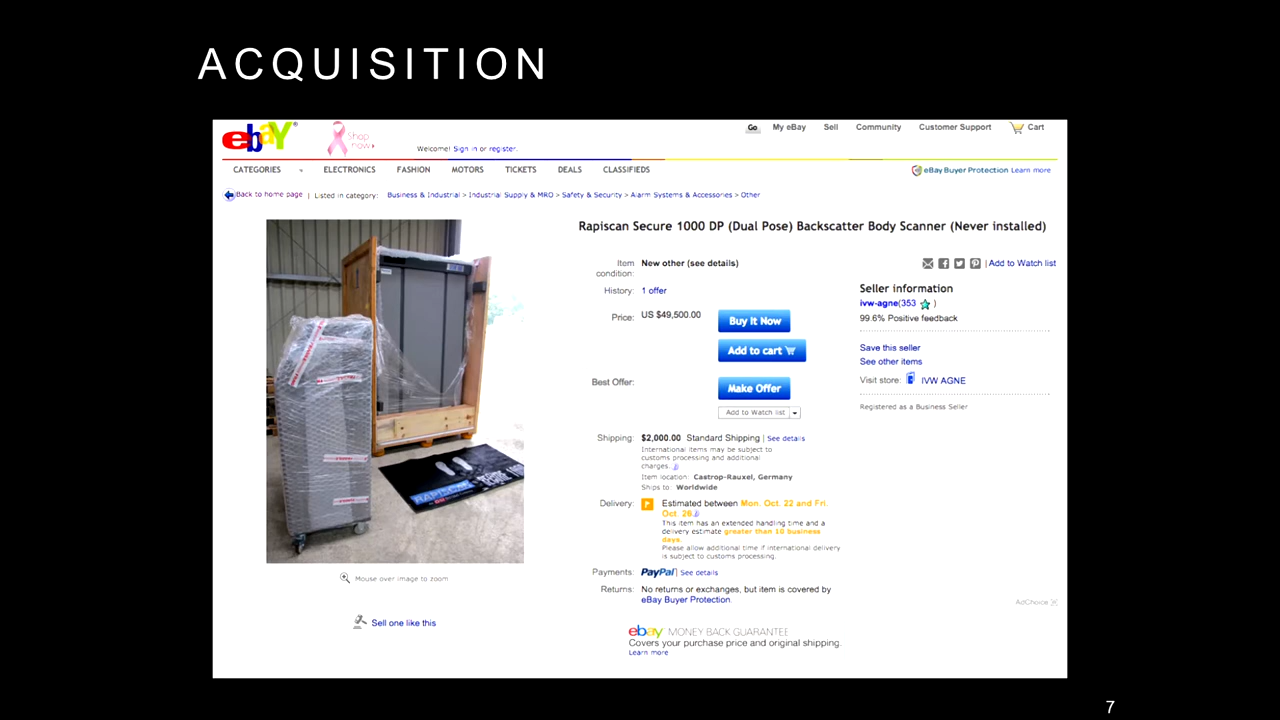 ACQUISITION
ebay
Shop now
Welcome! Sign in or register.
Go My eBay Sell Community Customer Support Cart
CATEGORIES ELECTRONICS FASHION MOTORS TICKETS DEALS CLASSIFIEDS
eBay Buyer Protection Learn more
Back to home page | Listed in category: Business & Industrial > Industrial Supply & MRO > Safety & Security > Alarm Systems & Accessories > Other
Rapiscan Secure 1000 DP (Dual Pose) Backscatter Body Scanner (Never installed)
Item condition: New other (see details)
| Add to Watch list
History: 1 offer
Price: US $49,500.00
Buy It Now
Add to cart
Best Offer:
Make Offer
Add to Watch list
Seller information
ivw-agne(353 )
99.6% Positive feedback
Save this seller
See other items
Visit store: IVW AGNE
Registered as a Business Seller
Shipping: $2,000.00 Standard Shipping | See details
International items may be subject to
customs processing and additional
charges.
Item location: Castrop-Rauxel, Germany
Ships to: Worldwide
Delivery: Estimated between Mon. Oct. 22 and Fri.
Oct. 26
This item has an extended handling time and a
delivery estimate greater than 10 business
days.
Please allow additional time if international delivery
is subject to customs processing.
Payments: PayPal | See details
Returns: No returns or exchanges, but item is covered by
eBay Buyer Protection.
AdChoice
Mouse over image to zoom
Sell one like this
ebay MONEY BACK GUARANTEE
Covers your purchase price and original shipping.
Learn more
7